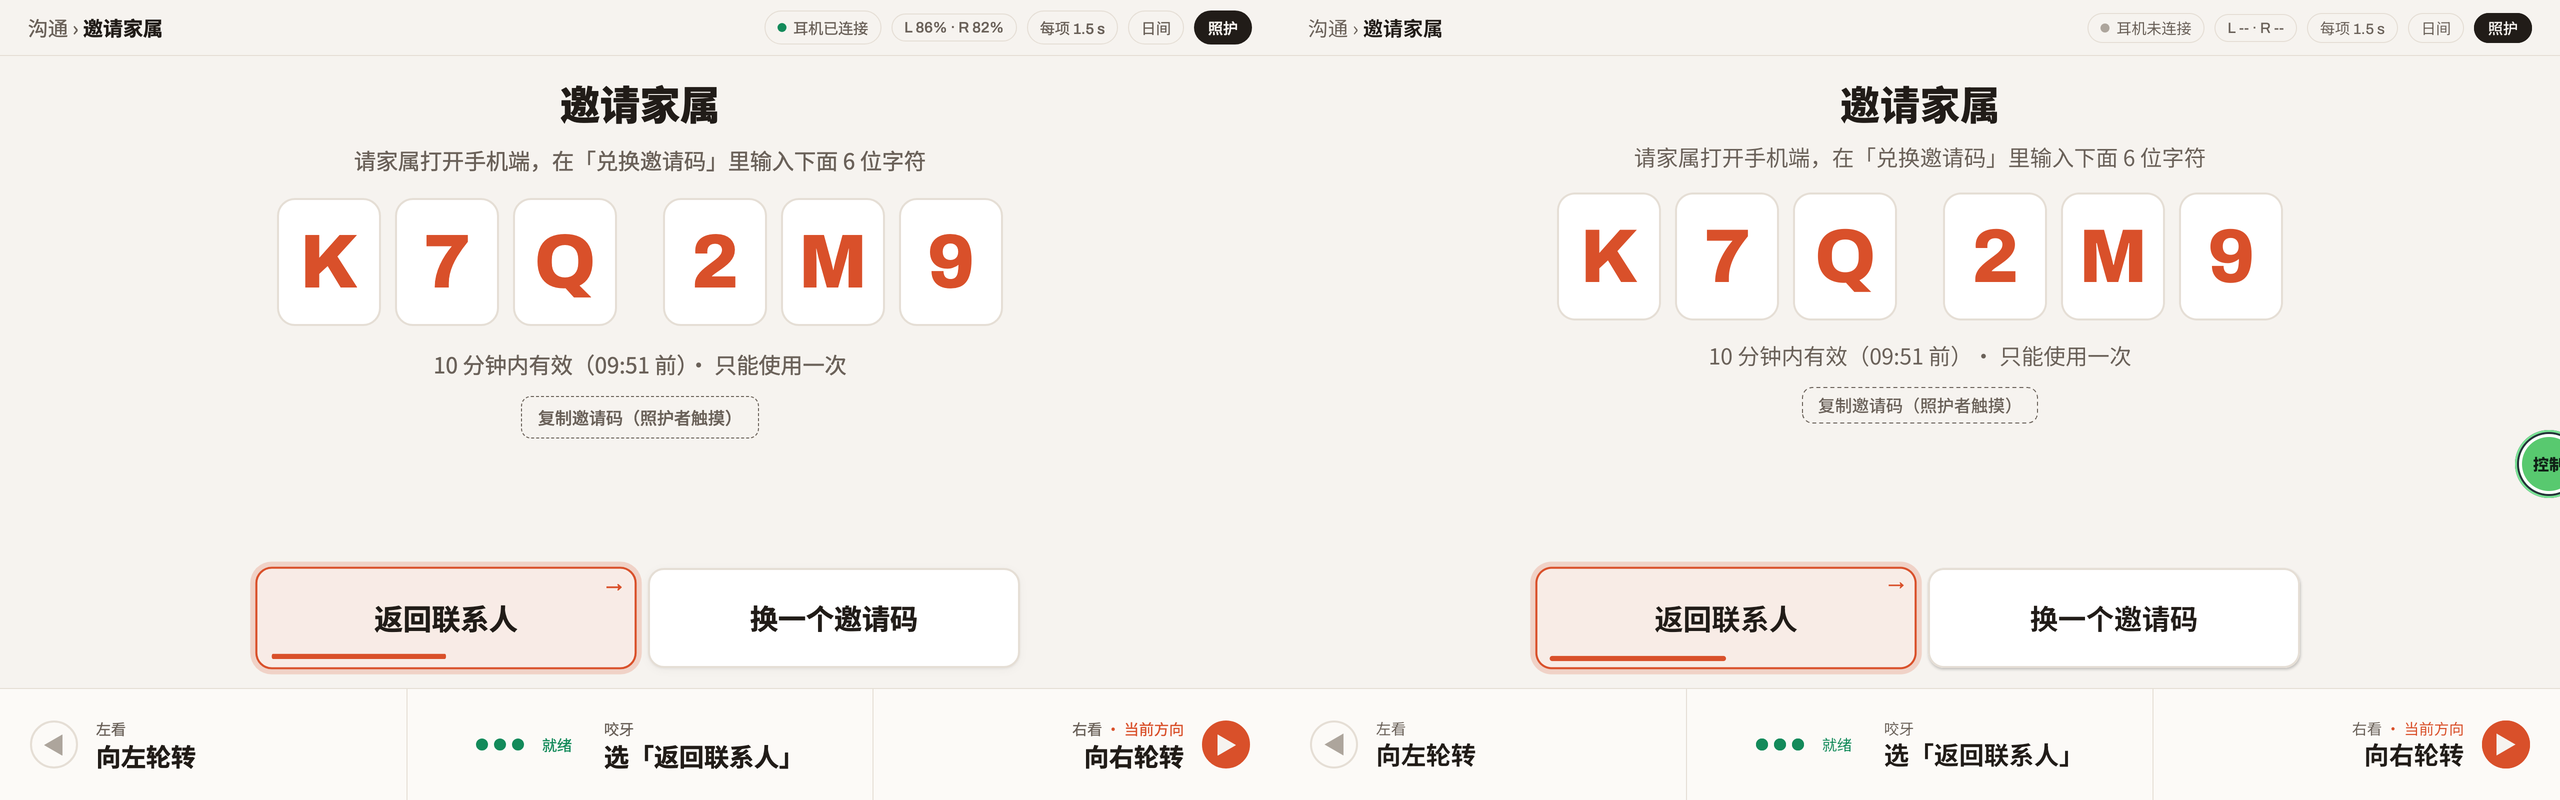 沟通 › 邀请家属
耳机已连接
L 86% · R 82%
每项 1.5 s
日间
照护
邀请家属
请家属打开手机端，在「兑换邀请码」里输入下面 6 位字符
K 7 Q 2 M 9
10 分钟内有效（09:51 前）· 只能使用一次
复制邀请码（照护者触摸）
→
返回联系人
换一个邀请码
左看
向左轮转
就绪
咬牙
选「返回联系人」
右看 · 当前方向
向右轮转
沟通 › 邀请家属
耳机未连接
L -- · R --
每项 1.5 s
日间
照护
邀请家属
请家属打开手机端，在「兑换邀请码」里输入下面 6 位字符
K 7 Q 2 M 9
10 分钟内有效（09:51 前） · 只能使用一次
复制邀请码（照护者触摸）
控制
→
返回联系人
换一个邀请码
左看
向左轮转
就绪
咬牙
选「返回联系人」
右看 · 当前方向
向右轮转